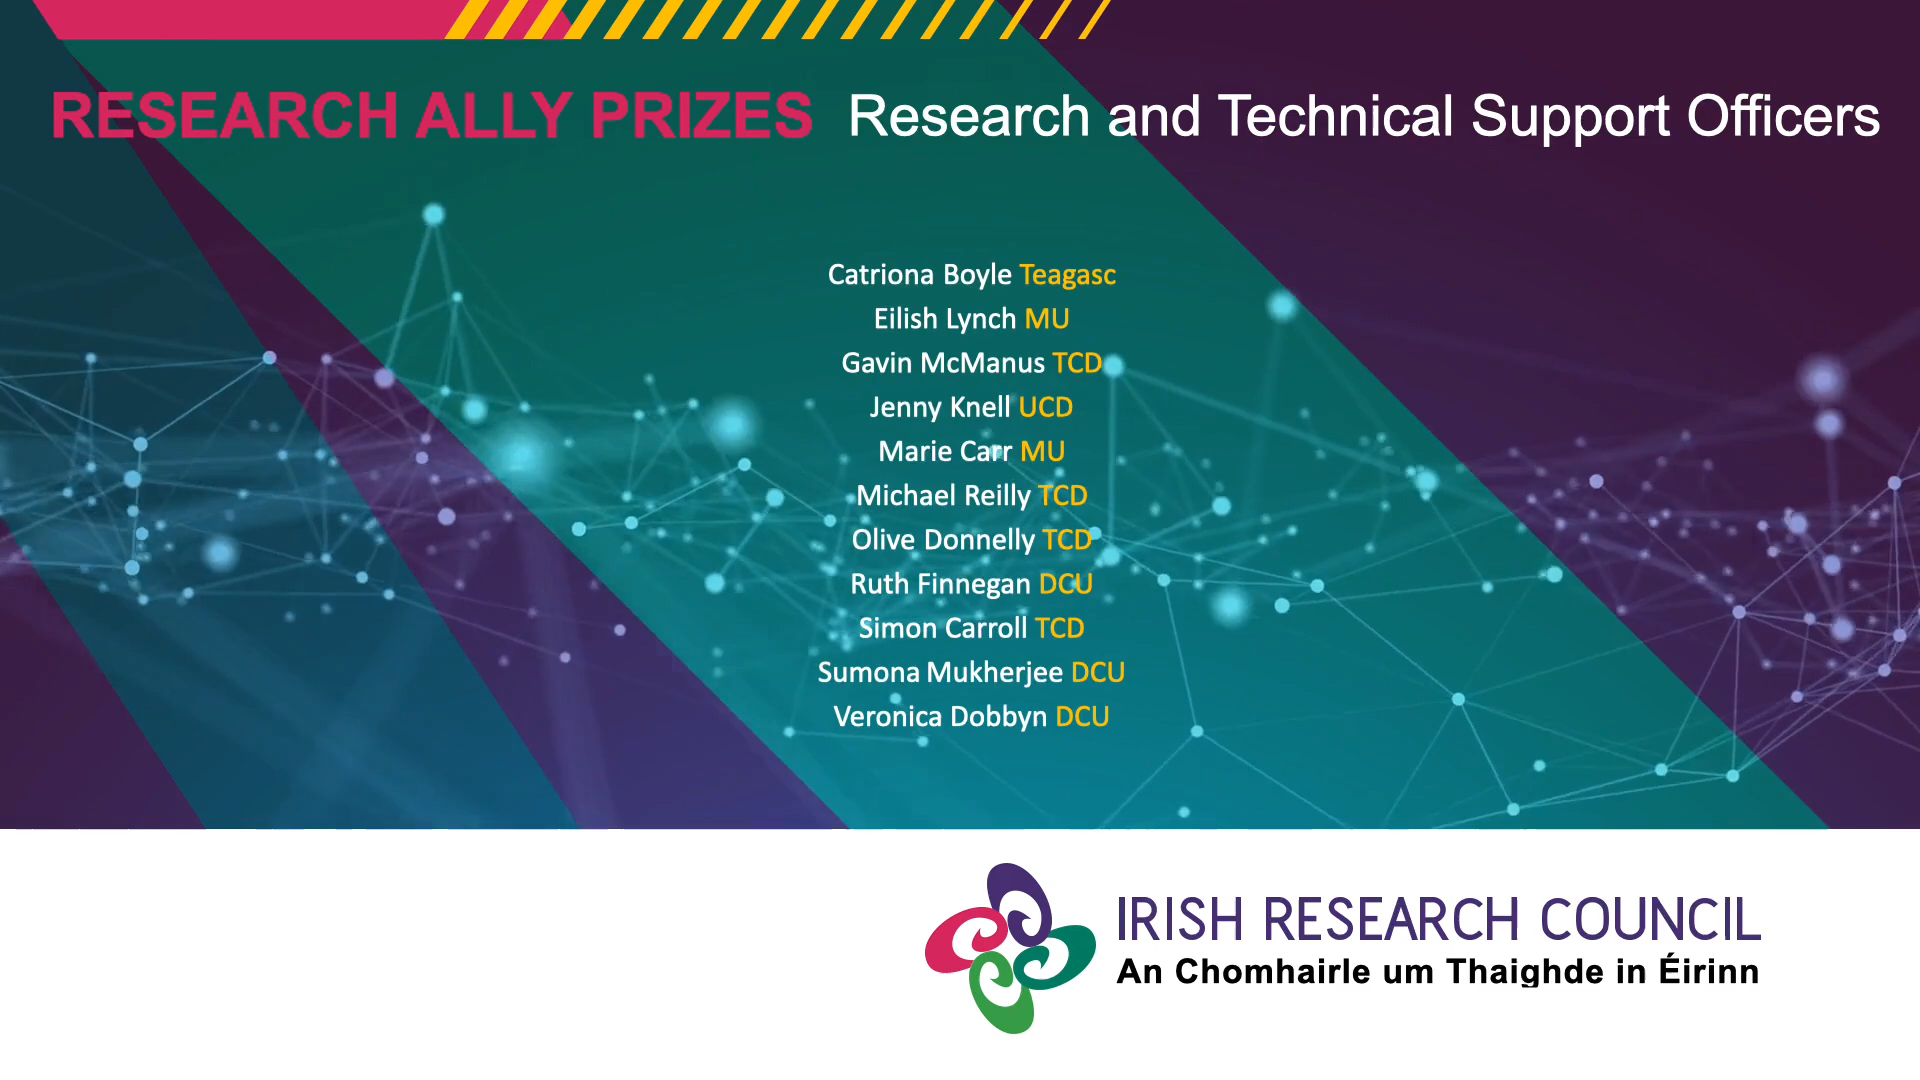 RESEARCH ALLY PRIZES Research and Technical Support Officers
Catriona Boyle Teagasc
Eilish Lynch MU
Gavin McManus TCD
Jenny Knell UCD
Marie Carr MU
Michael Reilly TCD
Olive Donnelly TCD
Ruth Finnegan DCU
Simon Carroll TCD
Sumona Mukherjee DCU
Veronica Dobbyn DCU
IRISH RESEARCH COUNCIL
An Chomhairle um Thaighde in Éirinn